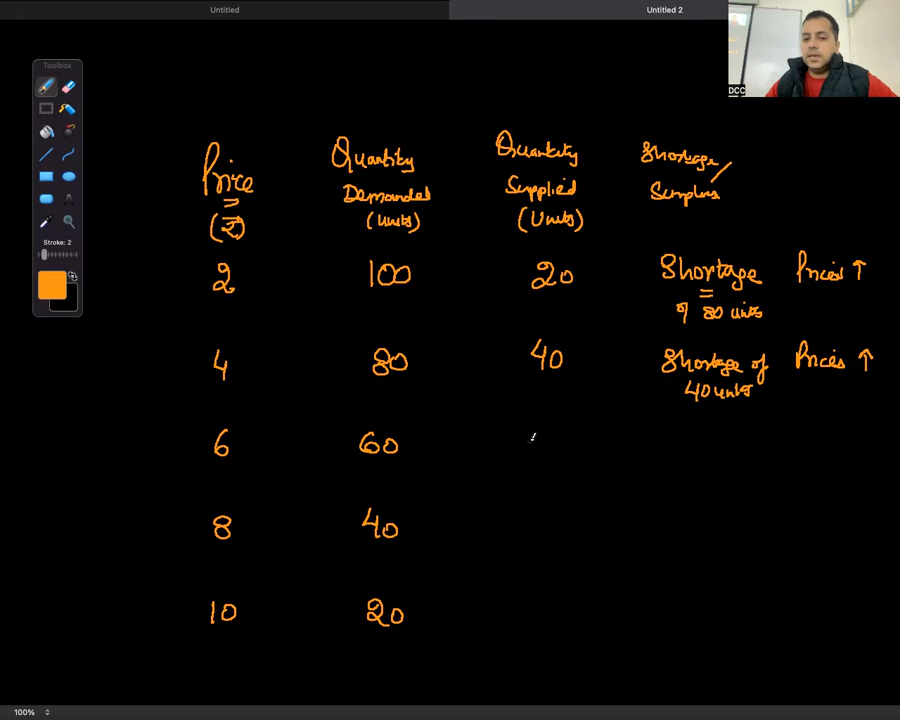 Untitled
Untitled 2
Toolbox
DCC
Price
(₹)
Quantity
Demanded
(Units)
Quantity
Supplied
(Units)
Shortage/
Surplus
2 100 20 Shortage Prices ↑
of 80 units
4 80 40 Shortage of Prices ↑
40 units
6 60
8 40
10 20
Stroke: 2
100%